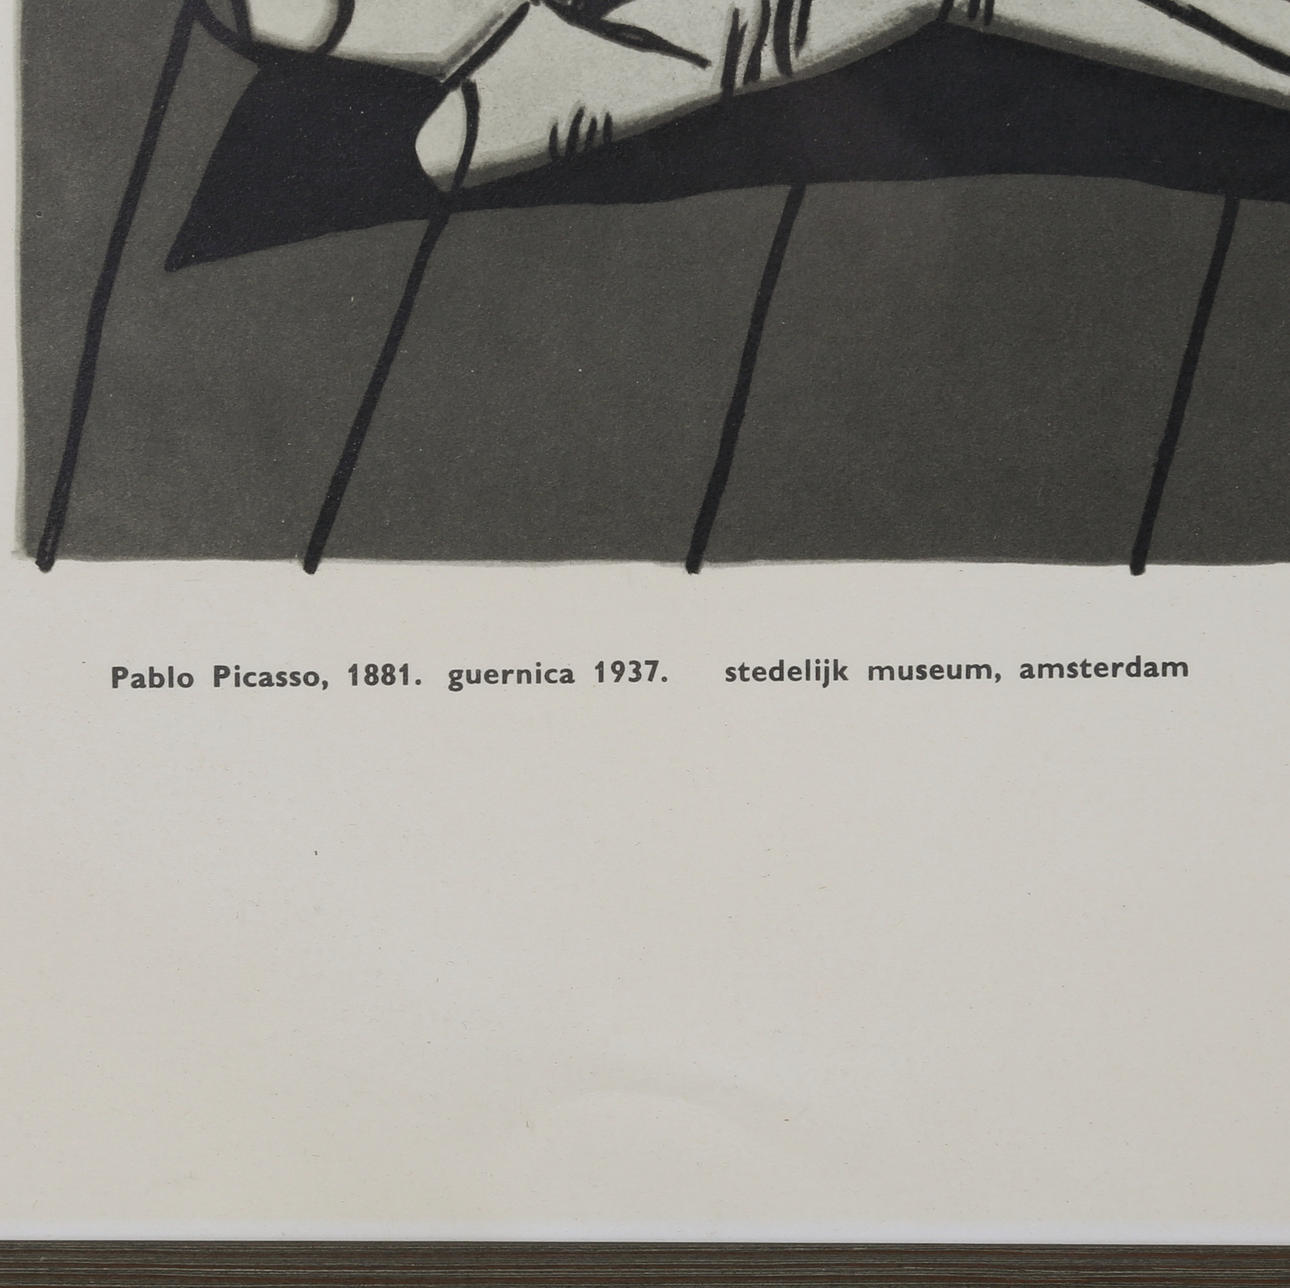 Pablo Picasso, 1881. guernica 1937. stedelijk museum, amsterdam